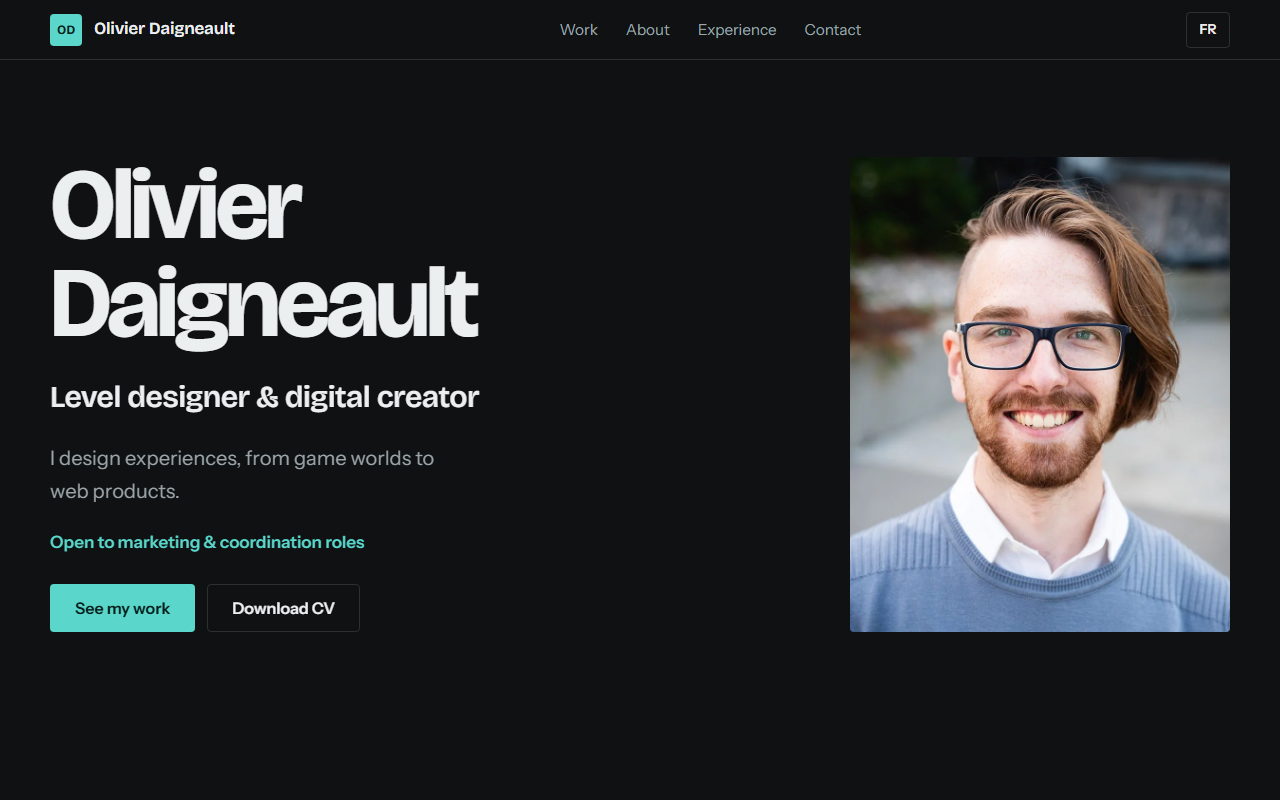 OD
Olivier Daigneault
Work
About
Experience
Contact
FR
Olivier
Daigneault
Level designer & digital creator
I design experiences, from game worlds to
web products.
Open to marketing & coordination roles
See my work
Download CV